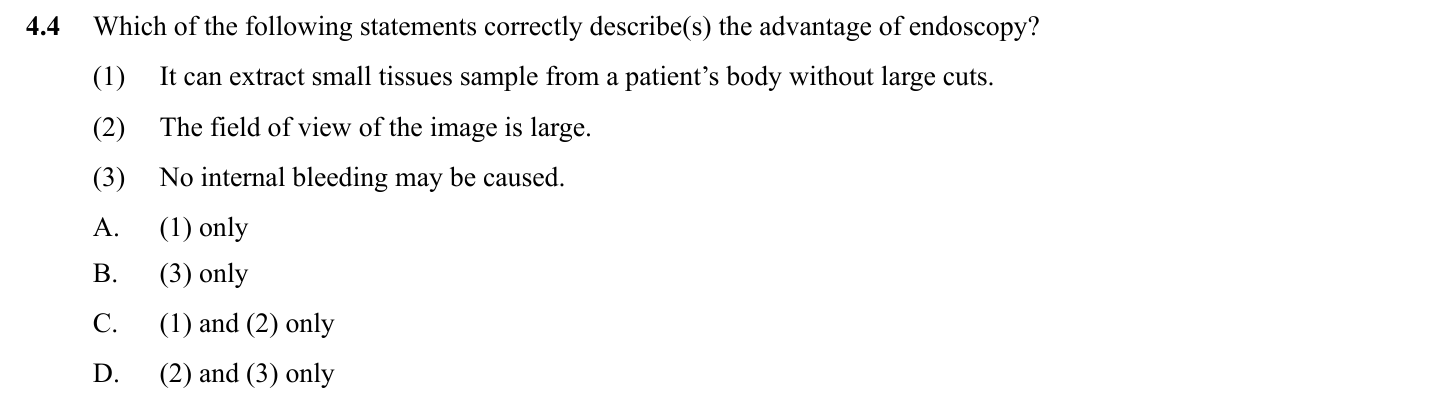 4.4 Which of the following statements correctly describe(s) the advantage of endoscopy?
(1) It can extract small tissues sample from a patient’s body without large cuts.
(2) The field of view of the image is large.
(3) No internal bleeding may be caused.
A. (1) only
B. (3) only
C. (1) and (2) only
D. (2) and (3) only